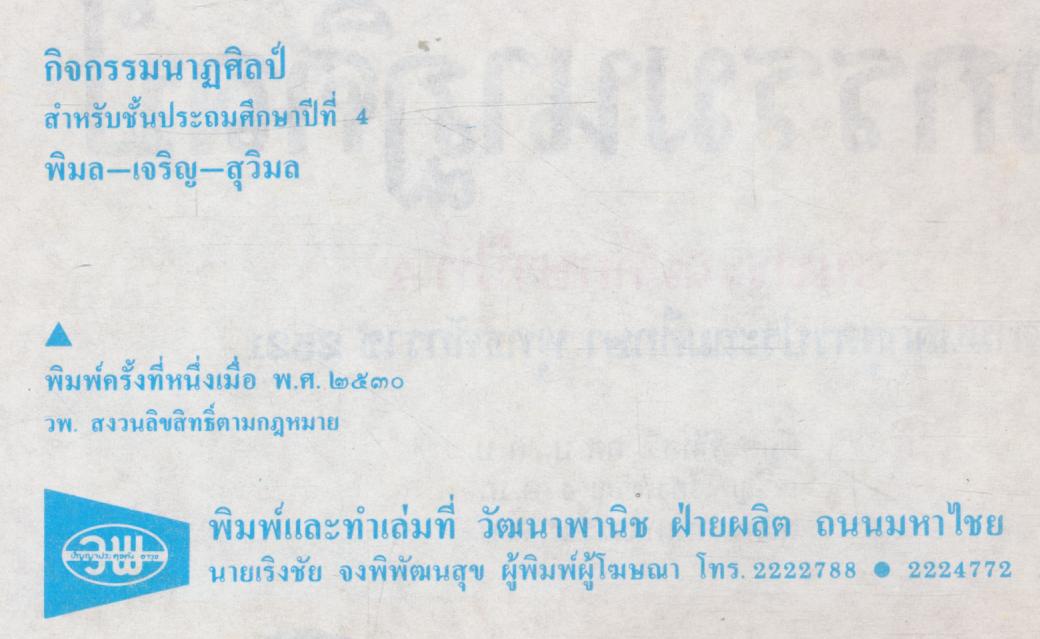 กิจกรรมนาฏศิลป์
สำหรับชั้นประถมศึกษาปีที่ 4
พิมล—เจริญ—สุวิมล
พิมพ์ครั้งที่หนึ่งเมื่อ พ.ศ. ๒๕๓๐
วพ. สงวนลิขสิทธิ์ตามกฎหมาย
วพ
พิมพ์และทำเล่มที่ วัฒนาพานิช ฝ่ายผลิต ถนนมหาไชย
นายเริงชัย จงพิพัฒนสุข ผู้พิมพ์ผู้โฆษณา โทร. 2222788 ● 2224772